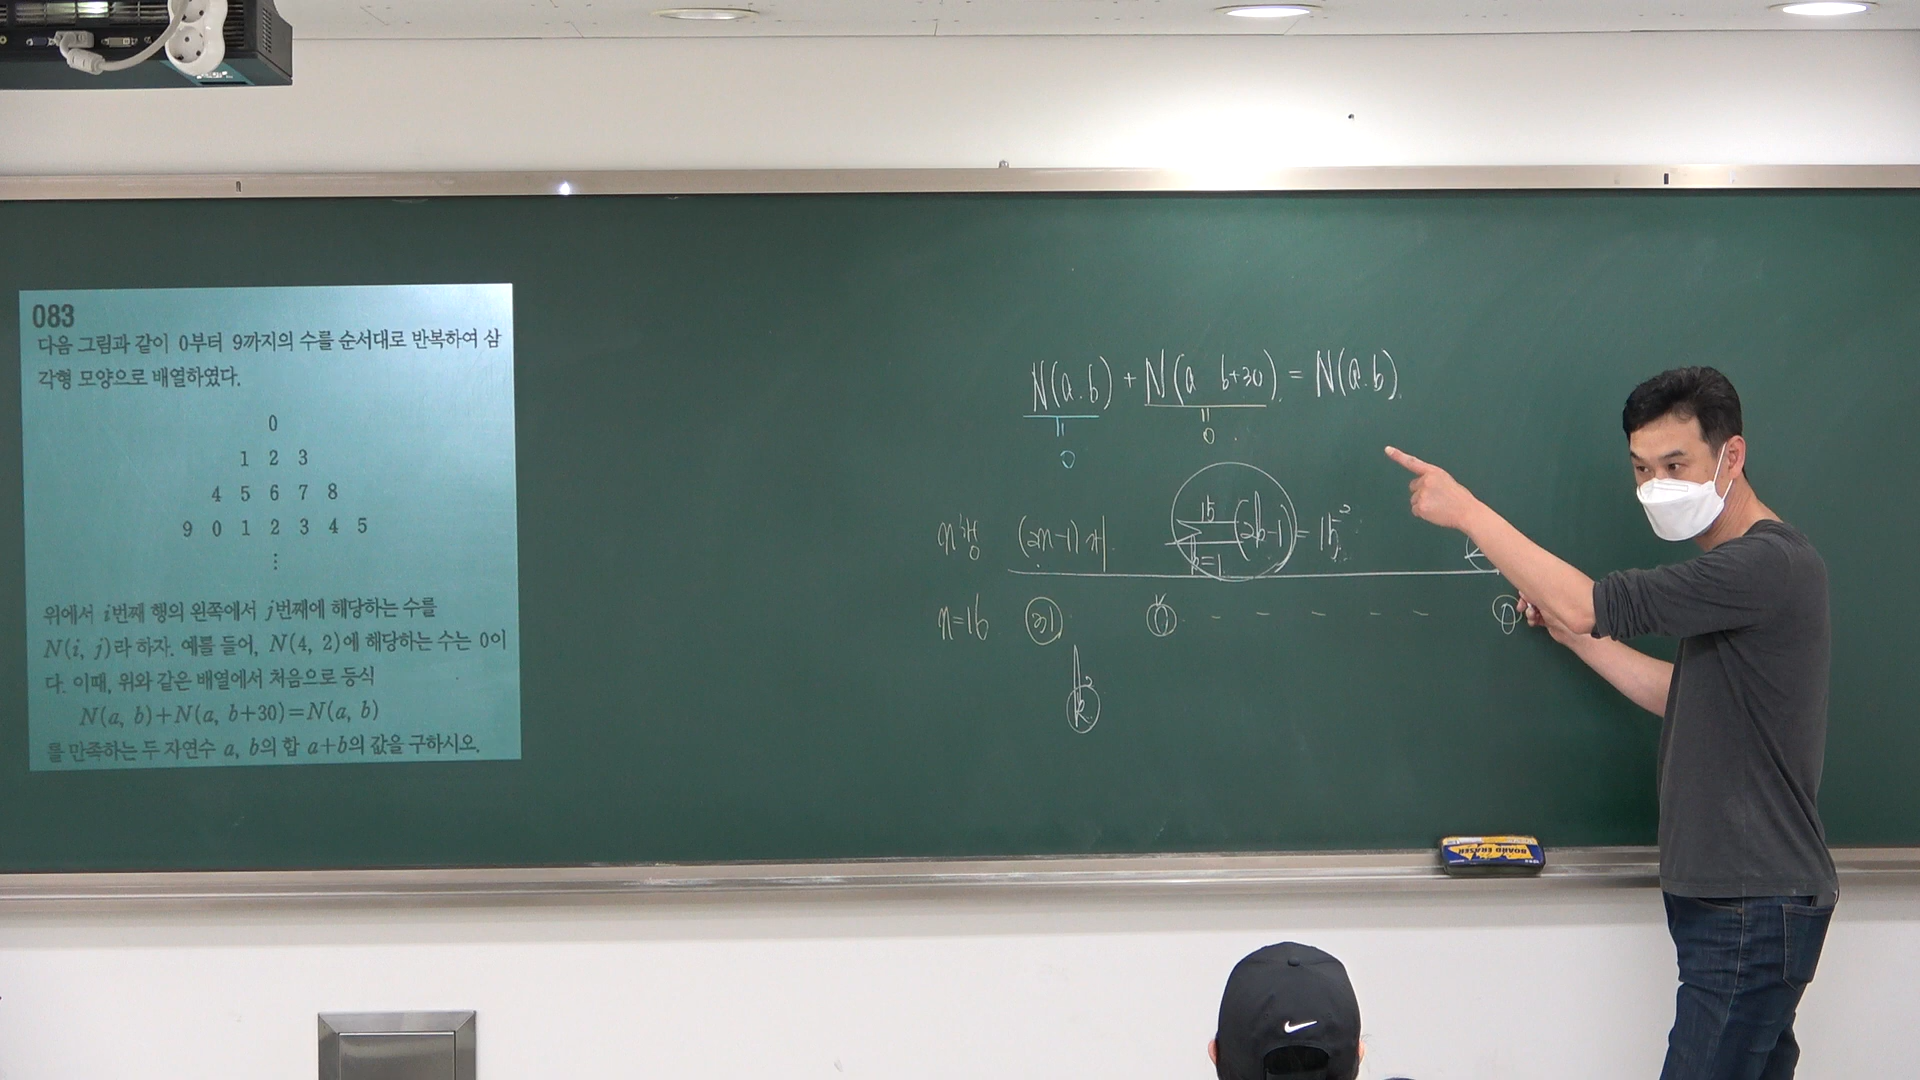 083
다음 그림과 같이 0부터 9까지의 수를 순서대로 반복하여 삼
각형 모양으로 배열하였다.
0
1 2 3
4 5 6 7 8
9 0 1 2 3 4 5
⋮
위에서 i번째 행의 왼쪽에서 j번째에 해당하는 수를
N(i, j)라 하자. 예를 들어, N(4, 2)에 해당하는 수는 0이
다. 이때, 위와 같은 배열에서 처음으로 등식
N(a, b)+N(a, b+30)=N(a, b)
를 만족하는 두 자연수 a, b의 합 a+b의 값을 구하시오.
N(a.b) + N(a b+30) = N(a.b)
0 0
n행 (2n-1)개 15 Σ k=1 (2k-1) = 15²
n=16 31 0 - - - - - 0
k²
BOARD ERASER